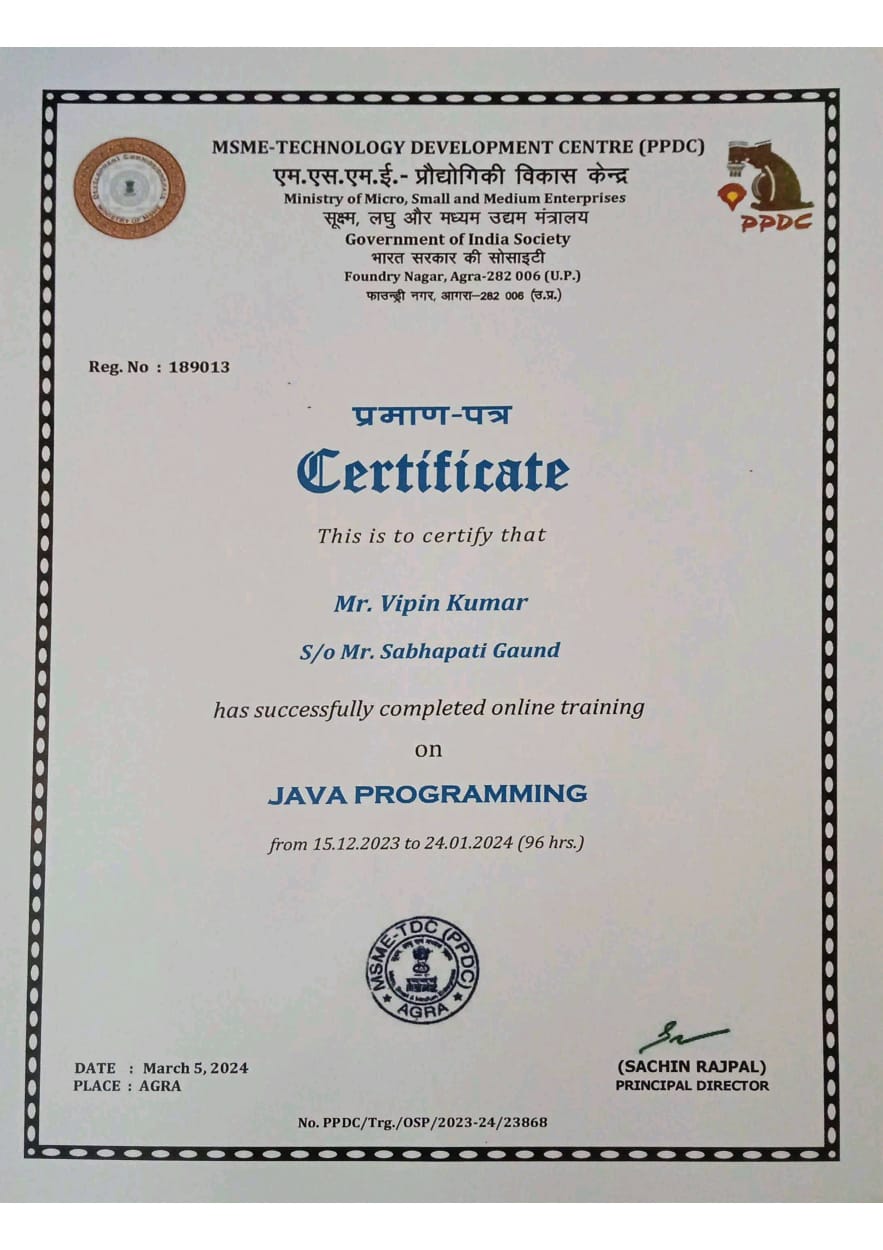 MSME-TECHNOLOGY DEVELOPMENT CENTRE (PPDC)
एम.एस.एम.ई.- प्रौद्योगिकी विकास केन्द्र
Ministry of Micro, Small and Medium Enterprises
सूक्ष्म, लघु और मध्यम उद्यम मंत्रालय
Government of India Society
भारत सरकार की सोसाइटी
Foundry Nagar, Agra-282 006 (U.P.)
फाउन्ड्री नगर, आगरा–282 006 (उ.प्र.)
MINISTRY OF MSME
PPDC
Reg. No : 189013
प्रमाण-पत्र
Certificate
This is to certify that
Mr. Vipin Kumar
S/o Mr. Sabhapati Gaund
has successfully completed online training
on
JAVA PROGRAMMING
from 15.12.2023 to 24.01.2024 (96 hrs.)
MSME-TDC (PPDC)
AGRA
DATE : March 5, 2024
PLACE : AGRA
(SACHIN RAJPAL)
PRINCIPAL DIRECTOR
No. PPDC/Trg./OSP/2023-24/23868